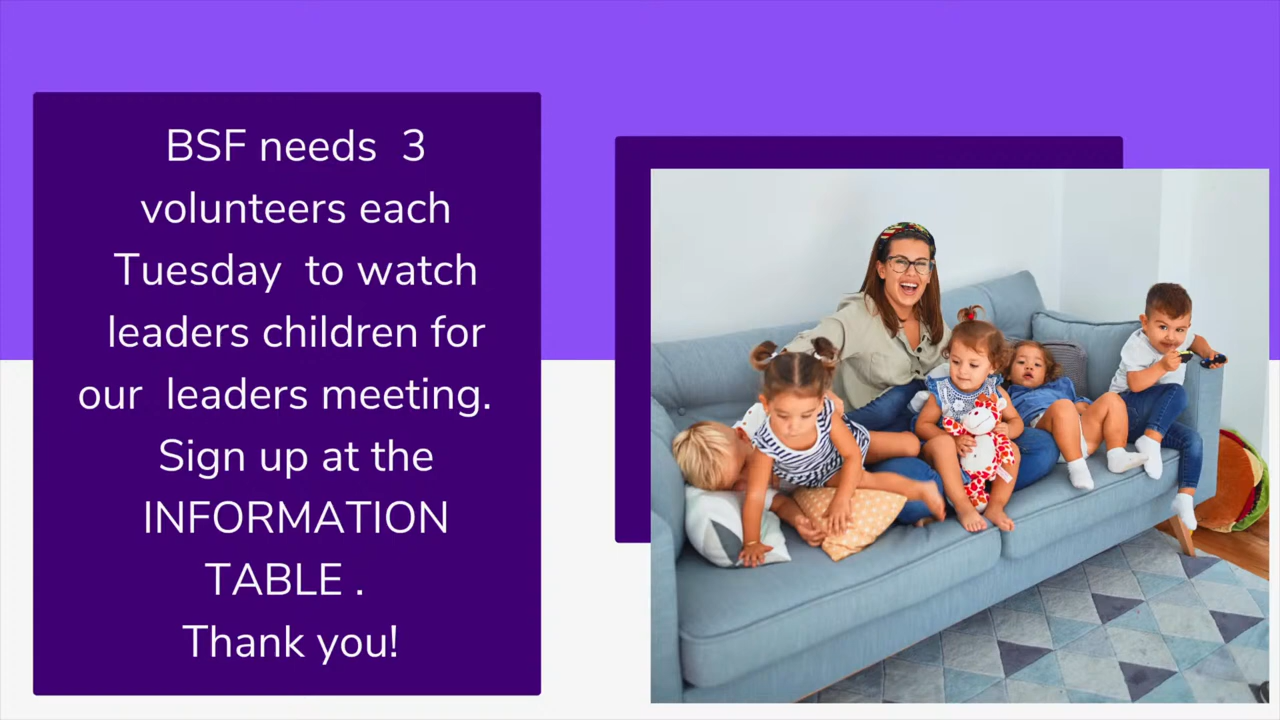 BSF needs 3
volunteers each
Tuesday to watch
leaders children for
our leaders meeting.
Sign up at the
INFORMATION
TABLE .
Thank you!